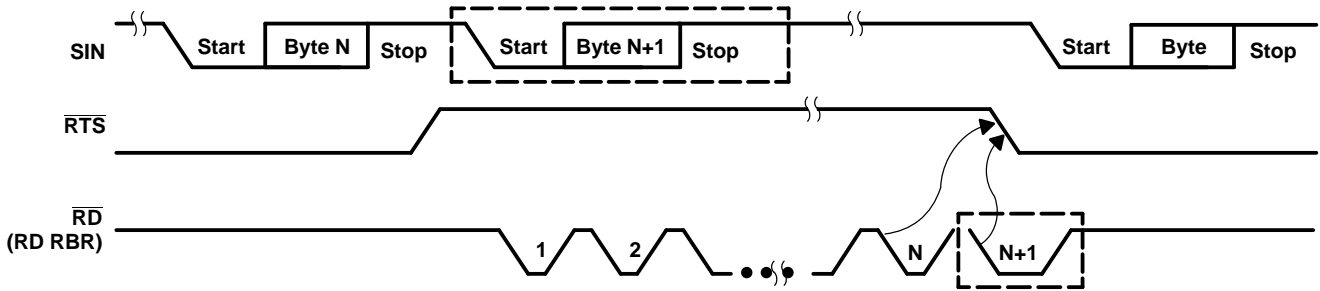 SIN
Start
Byte N
Stop
Start
Byte N+1
Stop
Start
Byte
Stop
RTS
RD
(RD RBR)
1
2
N
N+1